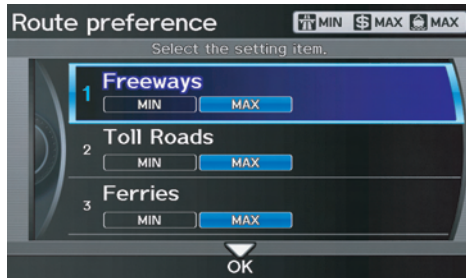 Route preference
MIN $ MAX MAX
Select the setting item.
1 Freeways
MIN MAX
2 Toll Roads
MIN MAX
3 Ferries
MIN MAX
OK